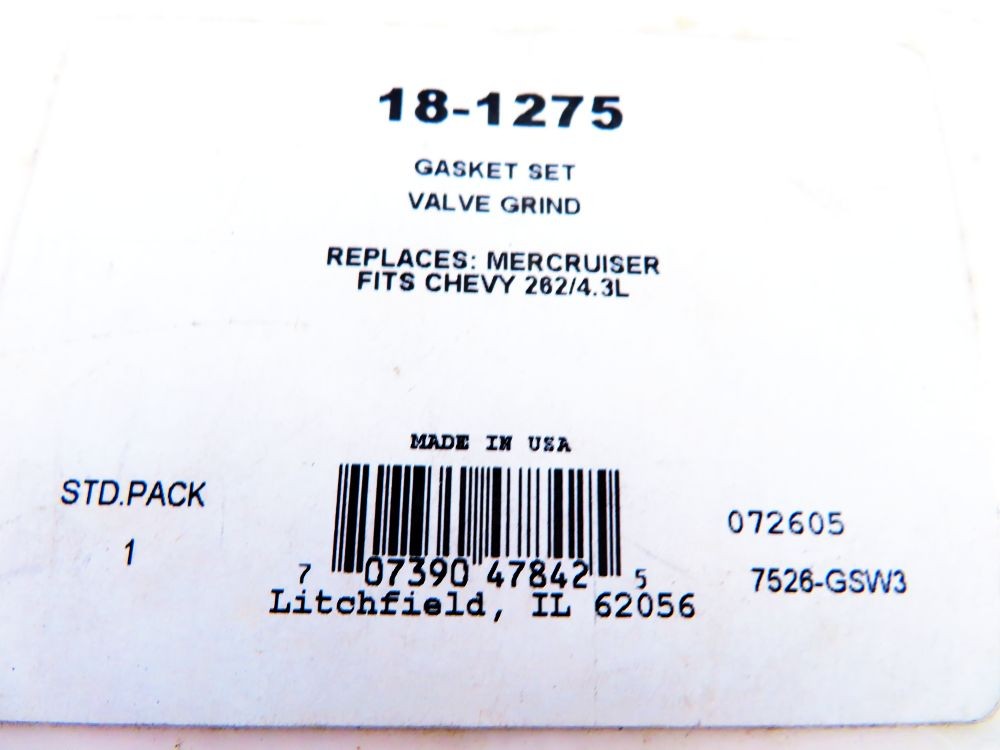 18-1275
GASKET SET
VALVE GRIND
REPLACES: MERCRUISER
FITS CHEVY 262/4.3L
MADE IN USA
STD.PACK
1
7 07390 47842 5
Litchfield, IL 62056
072605
7526-GSW3